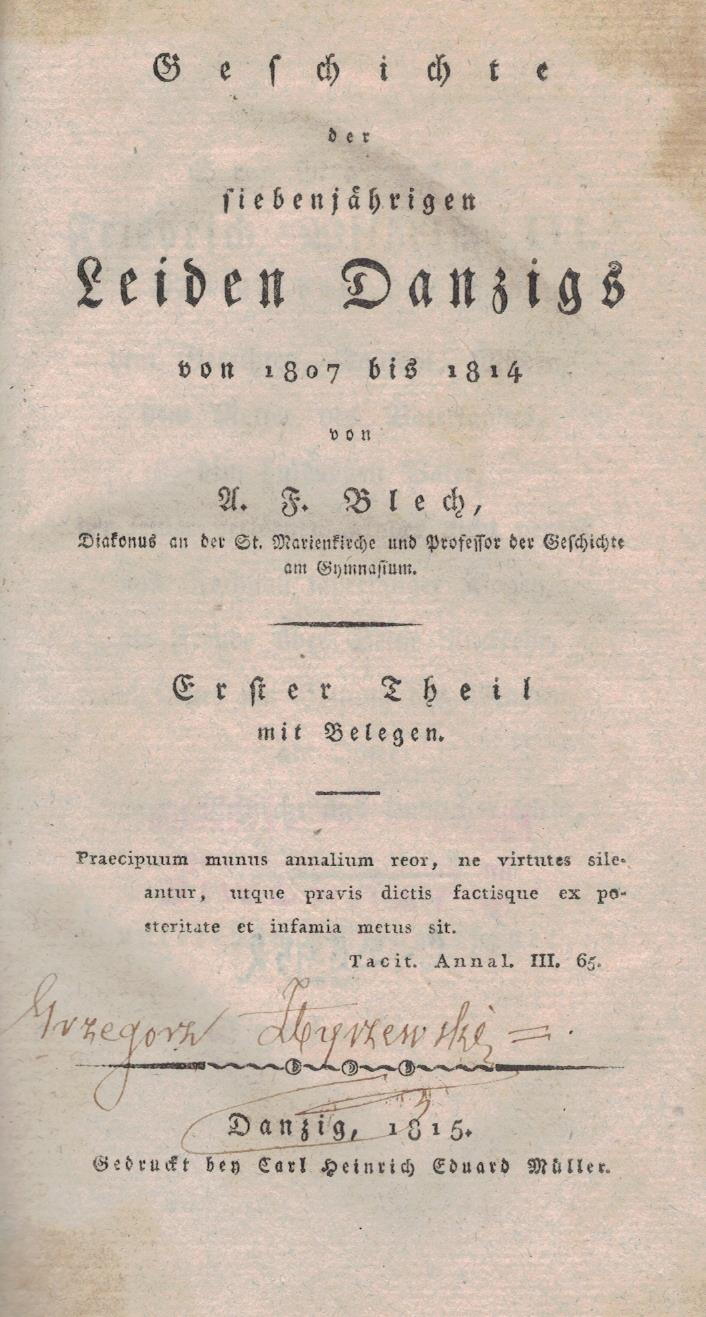 Geschichte
der
siebenjährigen
Leiden Danzigs
von 1807 bis 1814
von
A. F. Blech,
Diakonus an der St. Marienkirche und Professor der Geschichte
am Gymnasium.
Erster Theil
mit Belegen.
Praecipuum munus annalium reor, ne virtutes sile-
antur, utque pravis dictis factisque ex po-
steritate et infamia metus sit.
Tacit. Annal. III. 65.
Grzegorz
Danzig, 1815.
Gedruckt bey Carl Heinrich Eduard Müller.